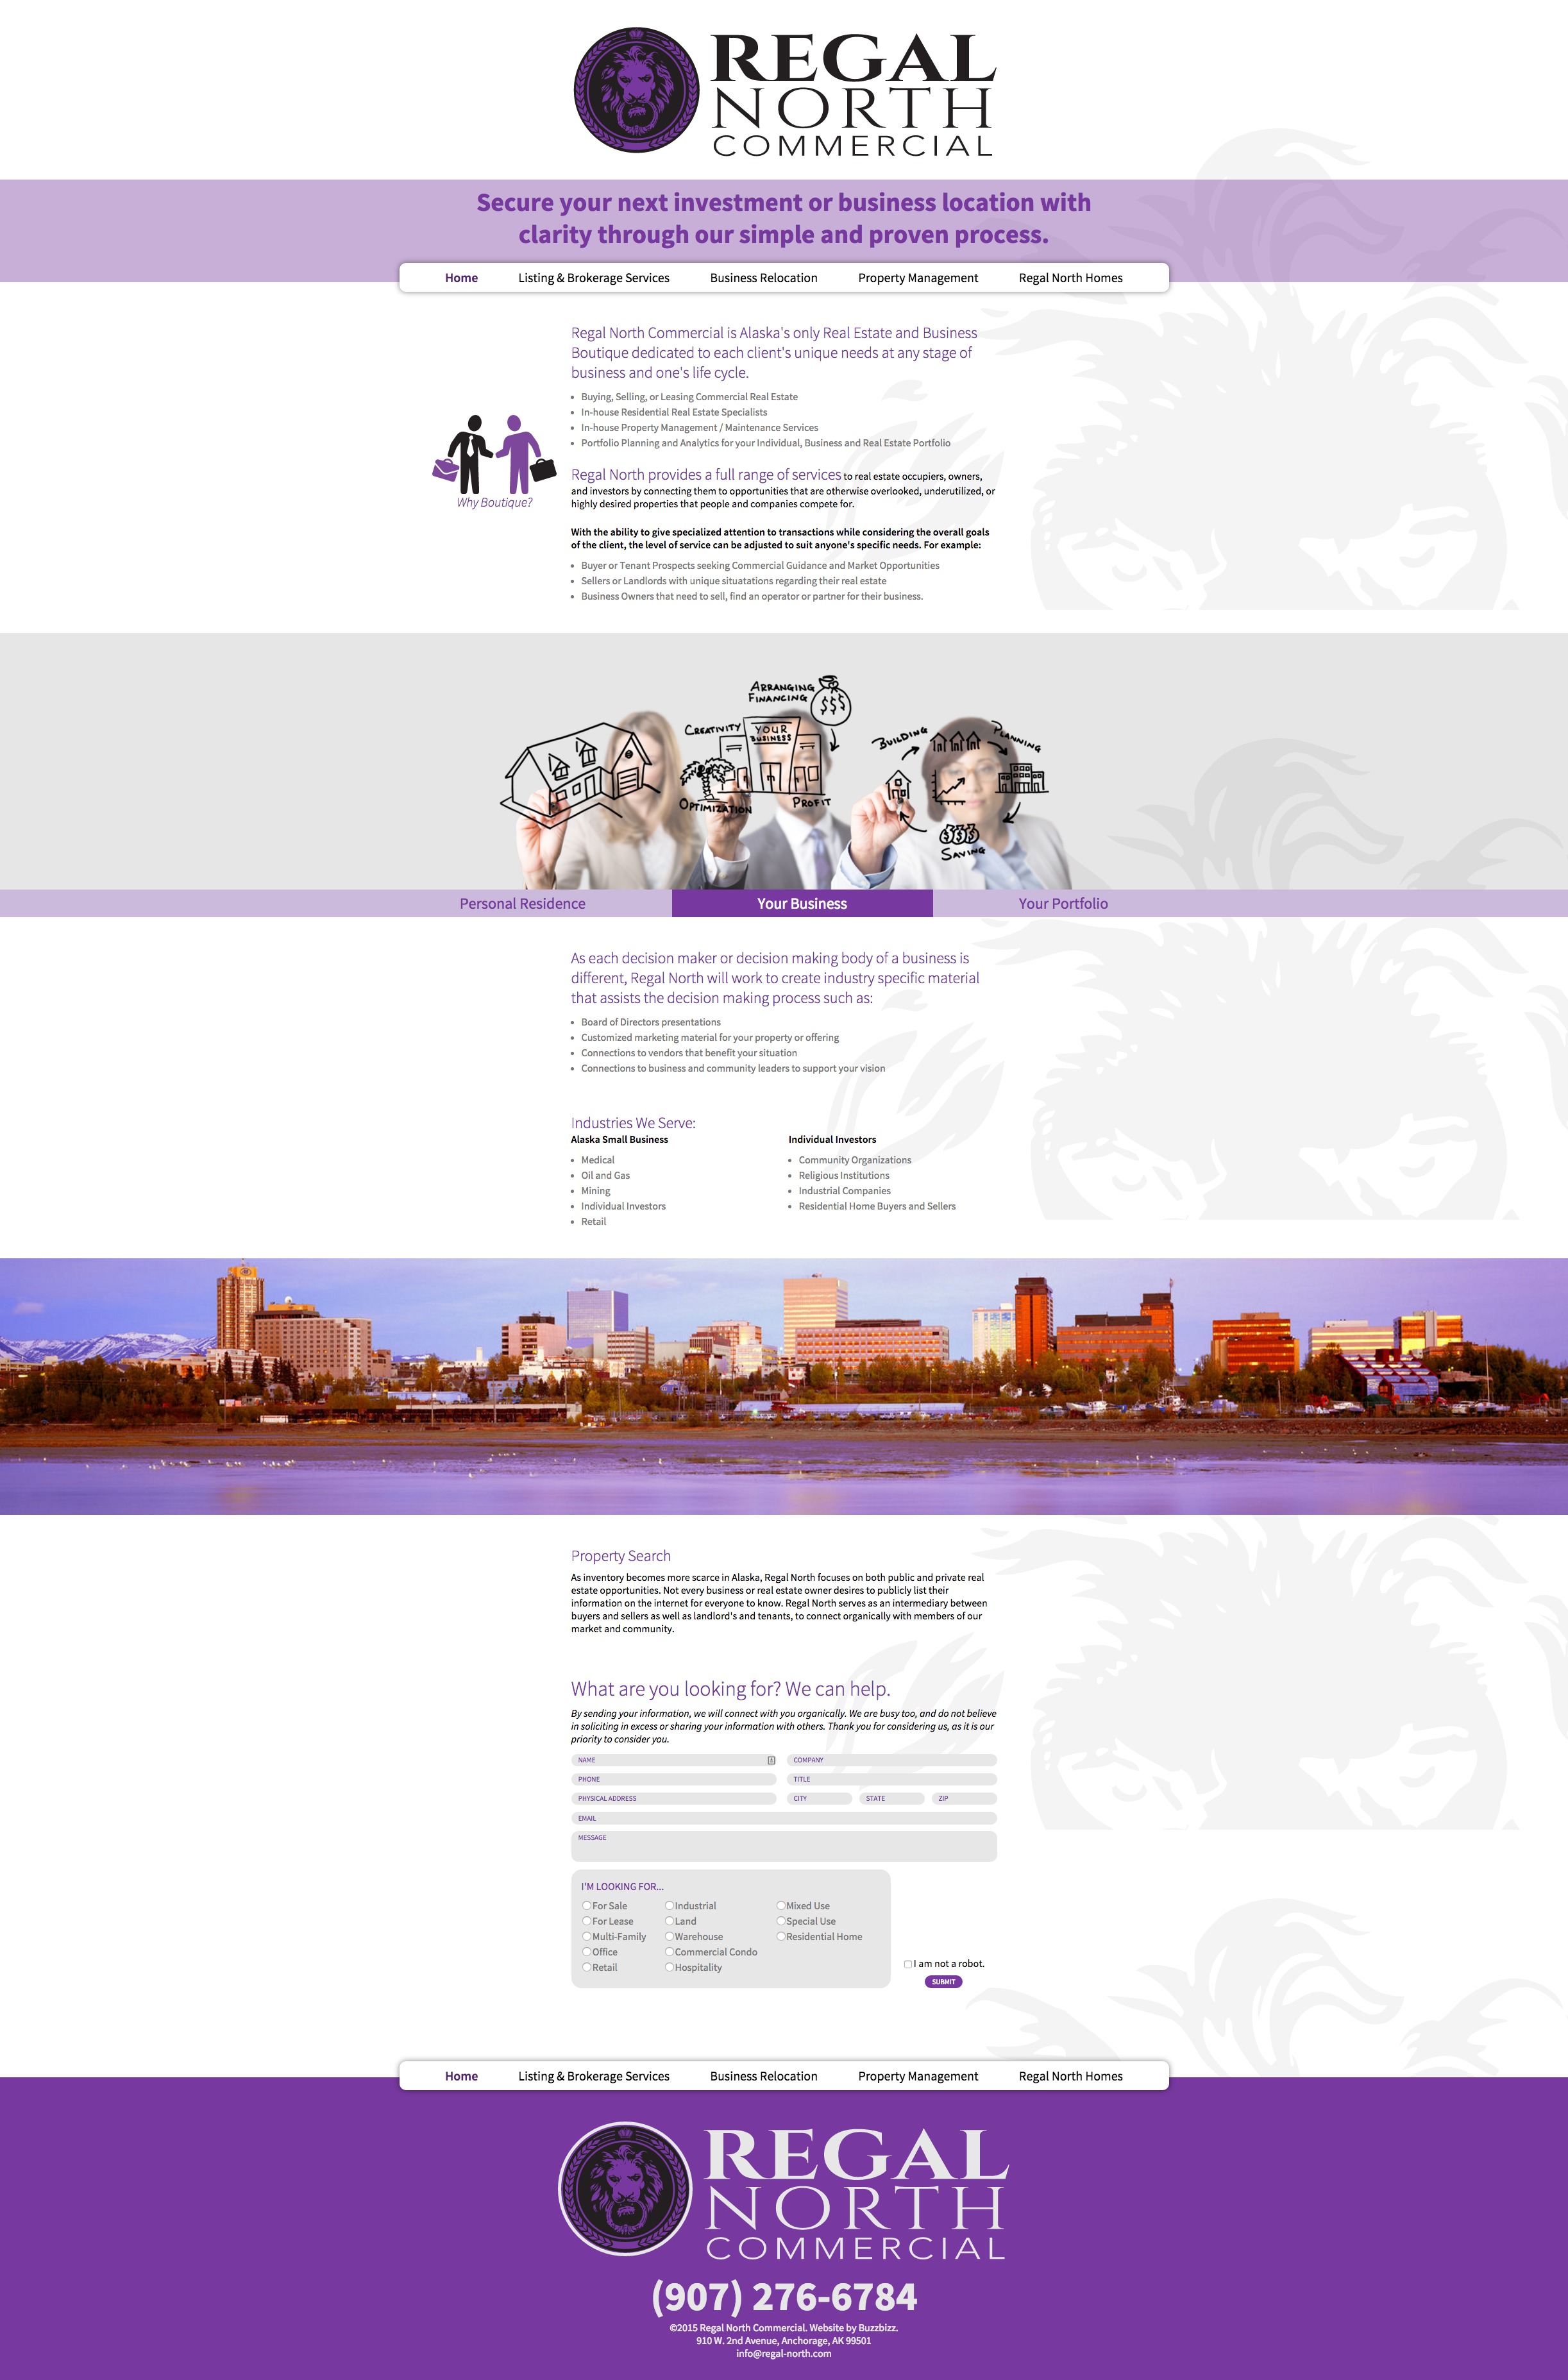 REGAL
NORTH
COMMERCIAL
Secure your next investment or business location with
clarity through our simple and proven process.
Home Listing & Brokerage Services Business Relocation Property Management Regal North Homes
Regal North Commercial is Alaska's only Real Estate and Business
Boutique dedicated to each client's unique needs at any stage of
business and one's life cycle.
• Buying, Selling, or Leasing Commercial Real Estate
• In-house Residential Real Estate Specialists
• In-house Property Management / Maintenance Services
• Portfolio Planning and Analytics for your Individual, Business and Real Estate Portfolio
Why Boutique?
Regal North provides a full range of services to real estate occupiers, owners,
and investors by connecting them to opportunities that are otherwise overlooked, underutilized, or
highly desired properties that people and companies compete for.
With the ability to give specialized attention to transactions while considering the overall goals
of the client, the level of service can be adjusted to suit anyone's specific needs. For example:
• Buyer or Tenant Prospects seeking Commercial Guidance and Market Opportunities
• Sellers or Landlords with unique situatations regarding their real estate
• Business Owners that need to sell, find an operator or partner for their business.
ARRANGING
FINANCING
$$$
CREATIVITY
YOUR
BUSINESS
OPTIMIZATION
PROFIT
BUILDING
PLANNING
$$$
SAVING
Personal Residence Your Business Your Portfolio
As each decision maker or decision making body of a business is
different, Regal North will work to create industry specific material
that assists the decision making process such as:
• Board of Directors presentations
• Customized marketing material for your property or offering
• Connections to vendors that benefit your situation
• Connections to business and community leaders to support your vision
Industries We Serve:
Alaska Small Business
• Medical
• Oil and Gas
• Mining
• Individual Investors
• Retail
Individual Investors
• Community Organizations
• Religious Institutions
• Industrial Companies
• Residential Home Buyers and Sellers
Property Search
As inventory becomes more scarce in Alaska, Regal North focuses on both public and private real
estate opportunities. Not every business or real estate owner desires to publicly list their
information on the internet for everyone to know. Regal North serves as an intermediary between
buyers and sellers as well as landlord's and tenants, to connect organically with members of our
market and community.
What are you looking for? We can help.
By sending your information, we will connect with you organically. We are busy too, and do not believe
in soliciting in excess or sharing your information with others. Thank you for considering us, as it is our
priority to consider you.
NAME COMPANY
PHONE TITLE
PHYSICAL ADDRESS CITY STATE ZIP
EMAIL
MESSAGE
I'M LOOKING FOR...
For Sale Industrial Mixed Use
For Lease Land Special Use
Multi-Family Warehouse Residential Home
Office Commercial Condo
Retail Hospitality
I am not a robot.
SUBMIT
Home Listing & Brokerage Services Business Relocation Property Management Regal North Homes
REGAL
NORTH
COMMERCIAL
(907) 276-6784
©2015 Regal North Commercial. Website by Buzzbizz.
910 W. 2nd Avenue, Anchorage, AK 99501
info@regal-north.com